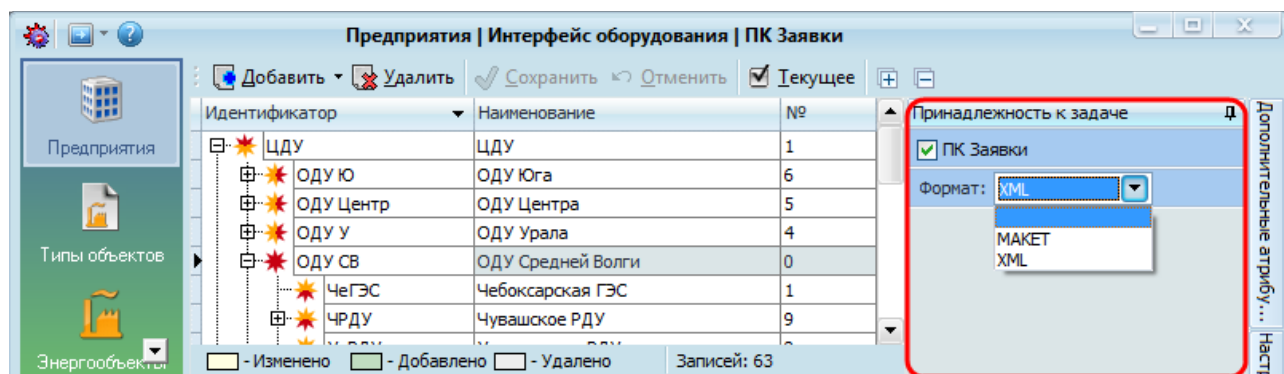 Предприятия | Интерфейс оборудования | ПК Заявки
Добавить Удалить Сохранить Отменить Текущее
Предприятия
Типы объектов
Идентификатор Наименование №
ЦДУ ЦДУ 1
ОДУ Ю ОДУ Юга 6
ОДУ Центр ОДУ Центра 5
ОДУ У ОДУ Урала 4
ОДУ СВ ОДУ Средней Волги 0
ЧеГЭС Чебоксарская ГЭС 1
ЧРДУ Чувашское РДУ 9
- Изменено - Добавлено - Удалено Записей: 63
Принадлежность к задаче
ПК Заявки
Формат: XML
МАКЕТ
XML
Дополнительные атрибу...